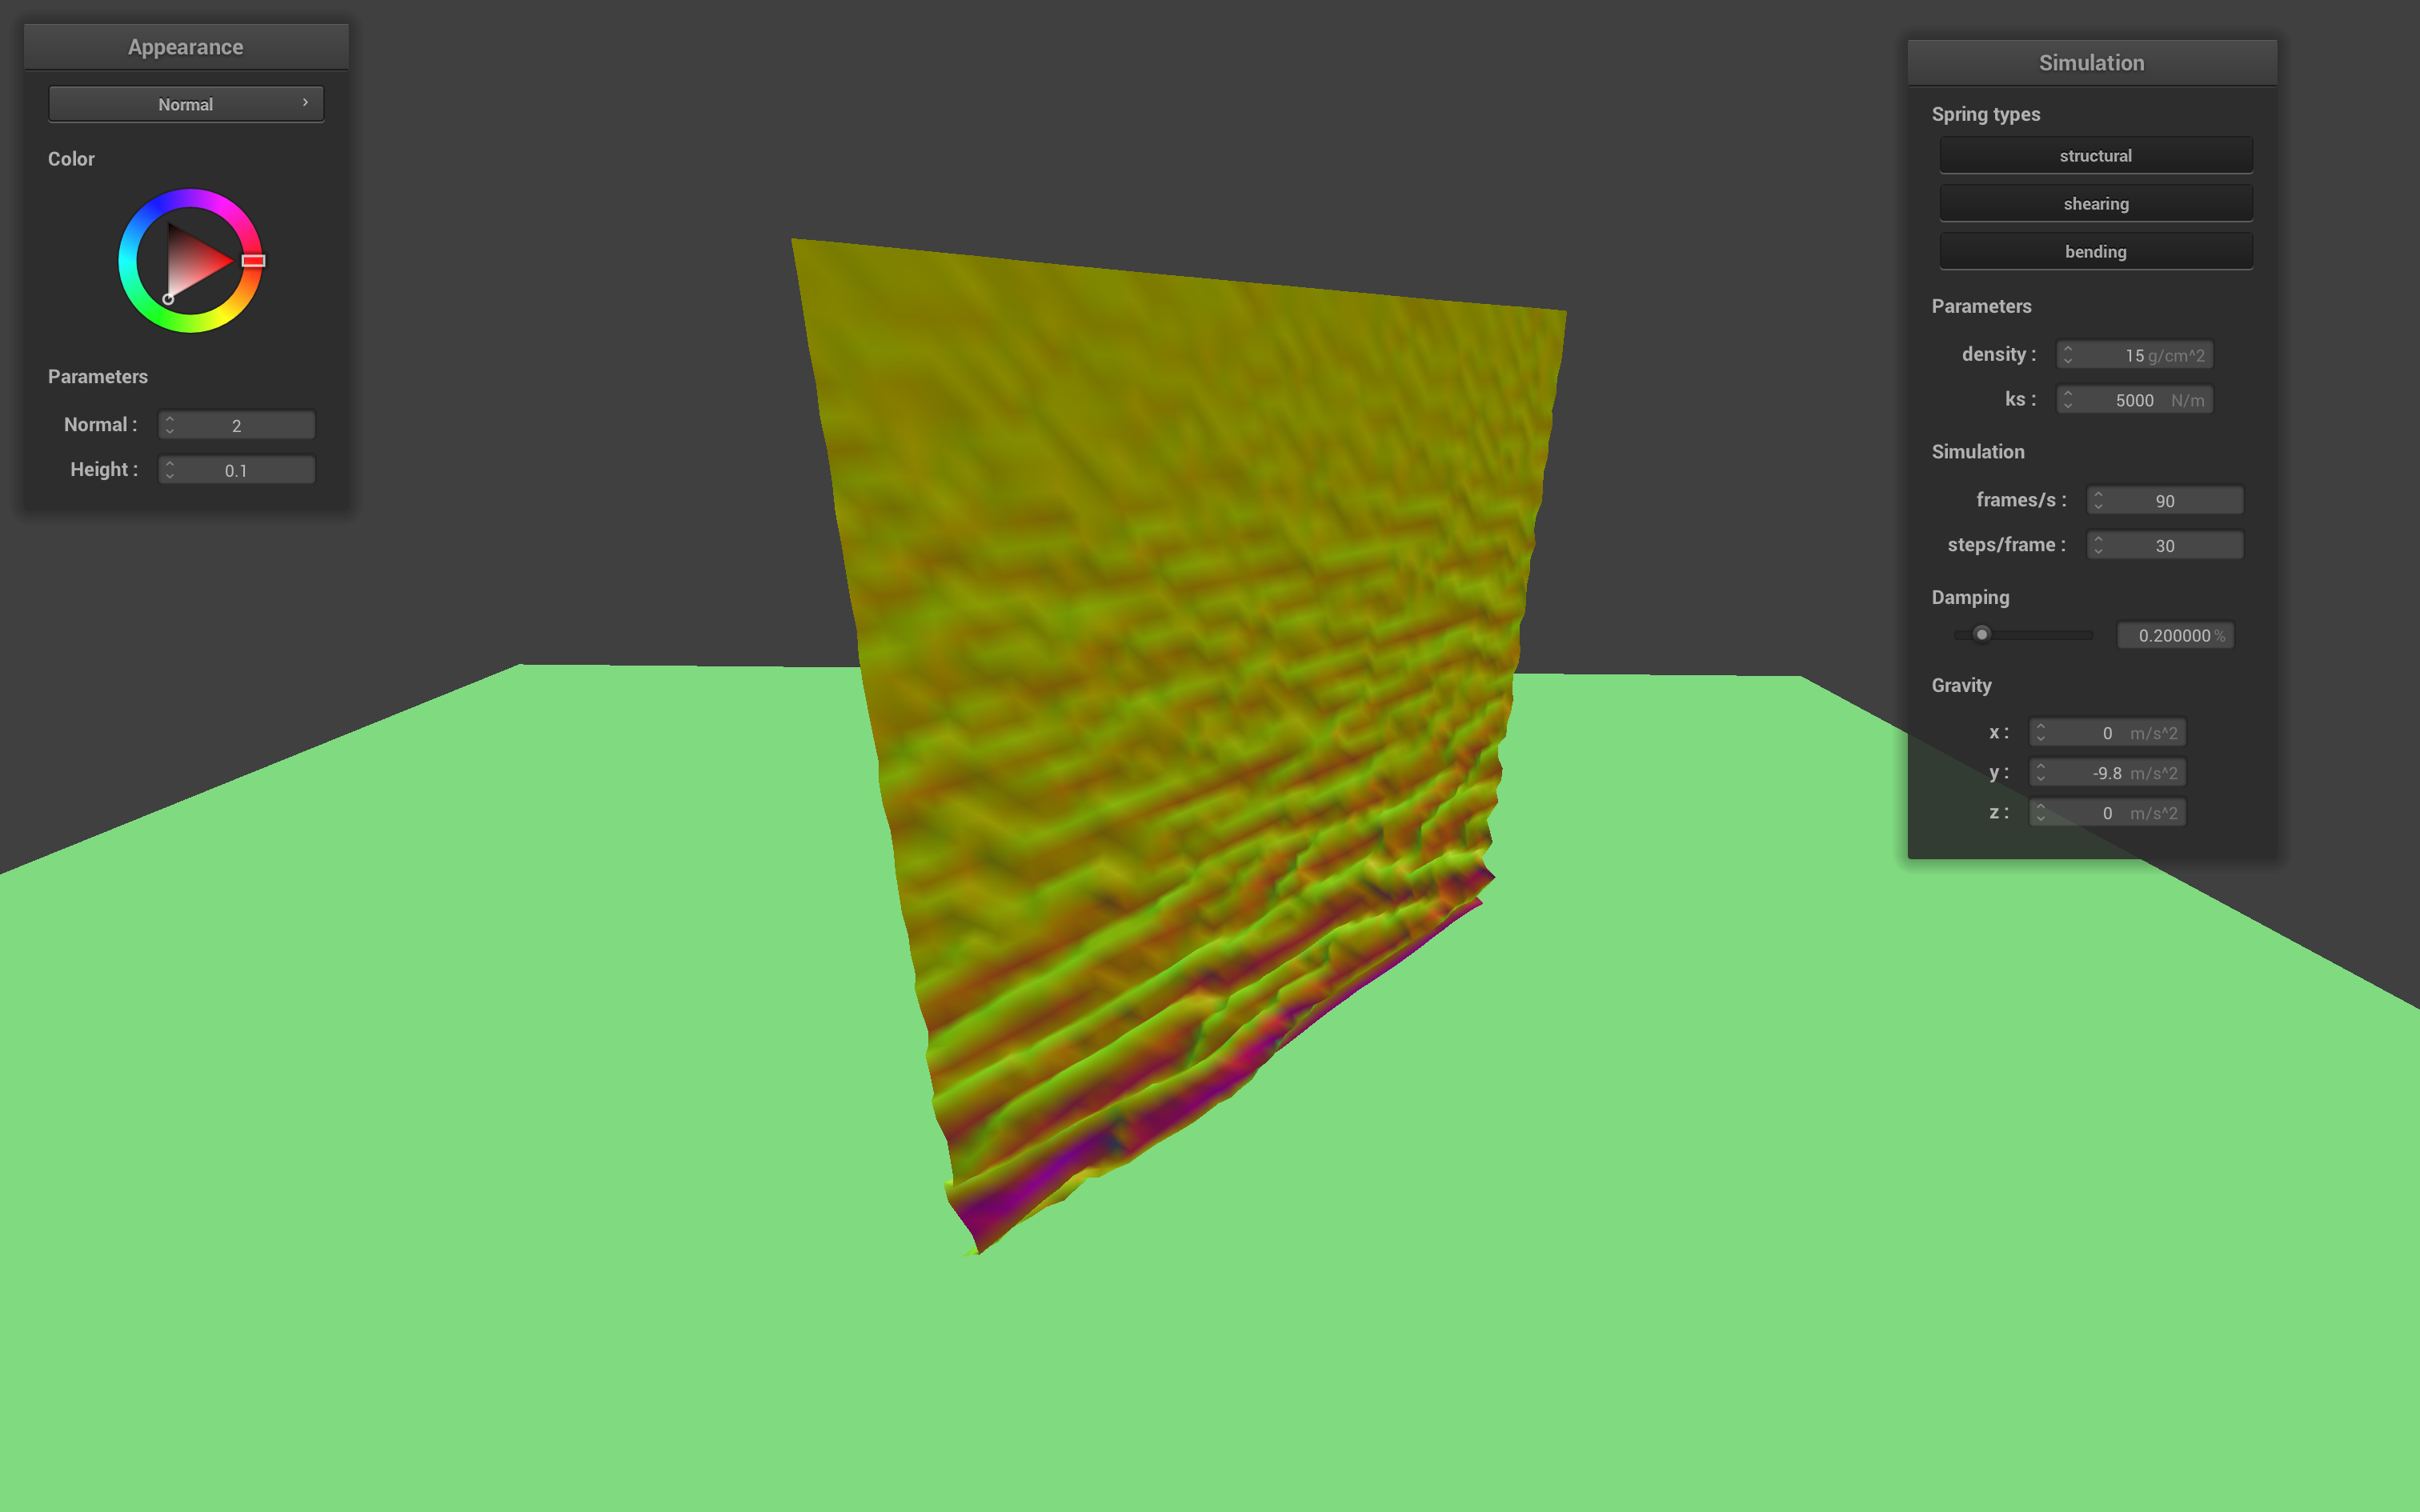 Appearance
Normal
Color
Parameters
Normal : 2
Height : 0.1
Simulation
Spring types
structural
shearing
bending
Parameters
density : 15 g/cm^2
ks : 5000 N/m
Simulation
frames/s : 90
steps/frame : 30
Damping
0.200000 %
Gravity
x : 0 m/s^2
y : -9.8 m/s^2
z : 0 m/s^2